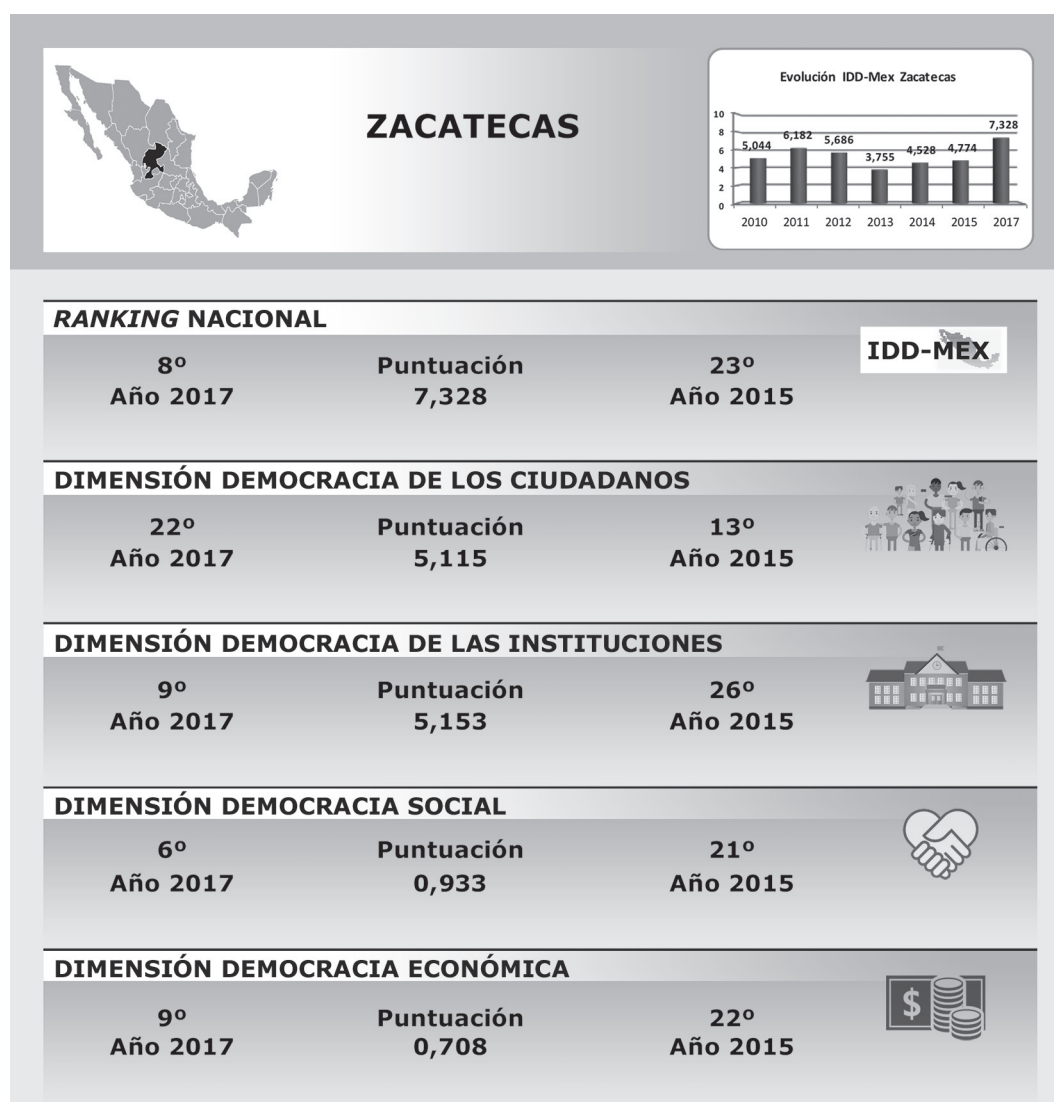 ZACATECAS
Evolución IDD-Mex Zacatecas
10
8
6
4
2
0
5,044
6,182
5,686
3,755
4,528
4,774
7,328
2010 2011 2012 2013 2014 2015 2017
RANKING NACIONAL
IDD-MEX
8º Puntuación 23º
Año 2017 7,328 Año 2015
DIMENSIÓN DEMOCRACIA DE LOS CIUDADANOS
22º Puntuación 13º
Año 2017 5,115 Año 2015
DIMENSIÓN DEMOCRACIA DE LAS INSTITUCIONES
9º Puntuación 26º
Año 2017 5,153 Año 2015
DIMENSIÓN DEMOCRACIA SOCIAL
6º Puntuación 21º
Año 2017 0,933 Año 2015
DIMENSIÓN DEMOCRACIA ECONÓMICA
$
9º Puntuación 22º
Año 2017 0,708 Año 2015